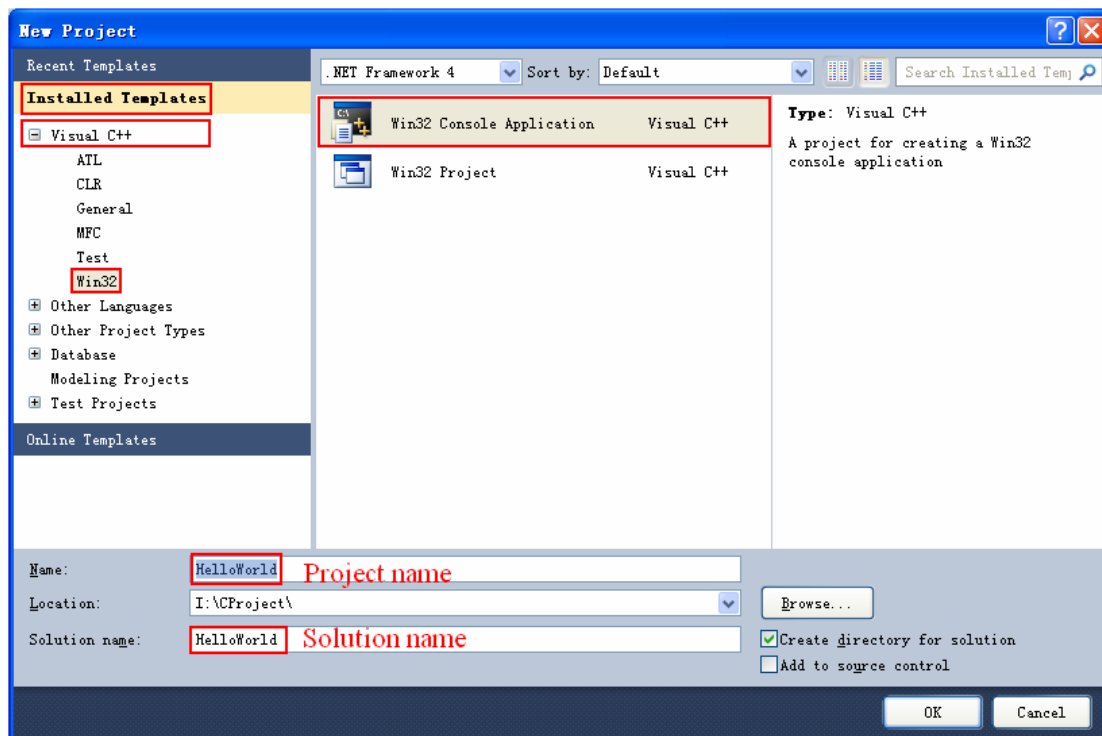 New Project
Recent Templates
Installed Templates
Visual C++
ATL
CLR
General
MFC
Test
Win32
Other Languages
Other Project Types
Database
Modeling Projects
Test Projects
Online Templates
.NET Framework 4 Sort by: Default Search Installed Temp
Win32 Console Application Visual C++
Win32 Project Visual C++
Type: Visual C++
A project for creating a Win32
console application
Name: HelloWorld Project name
Location: I:\CProject\ Browse...
Solution name: HelloWorld Solution name
Create directory for solution
Add to source control
OK Cancel